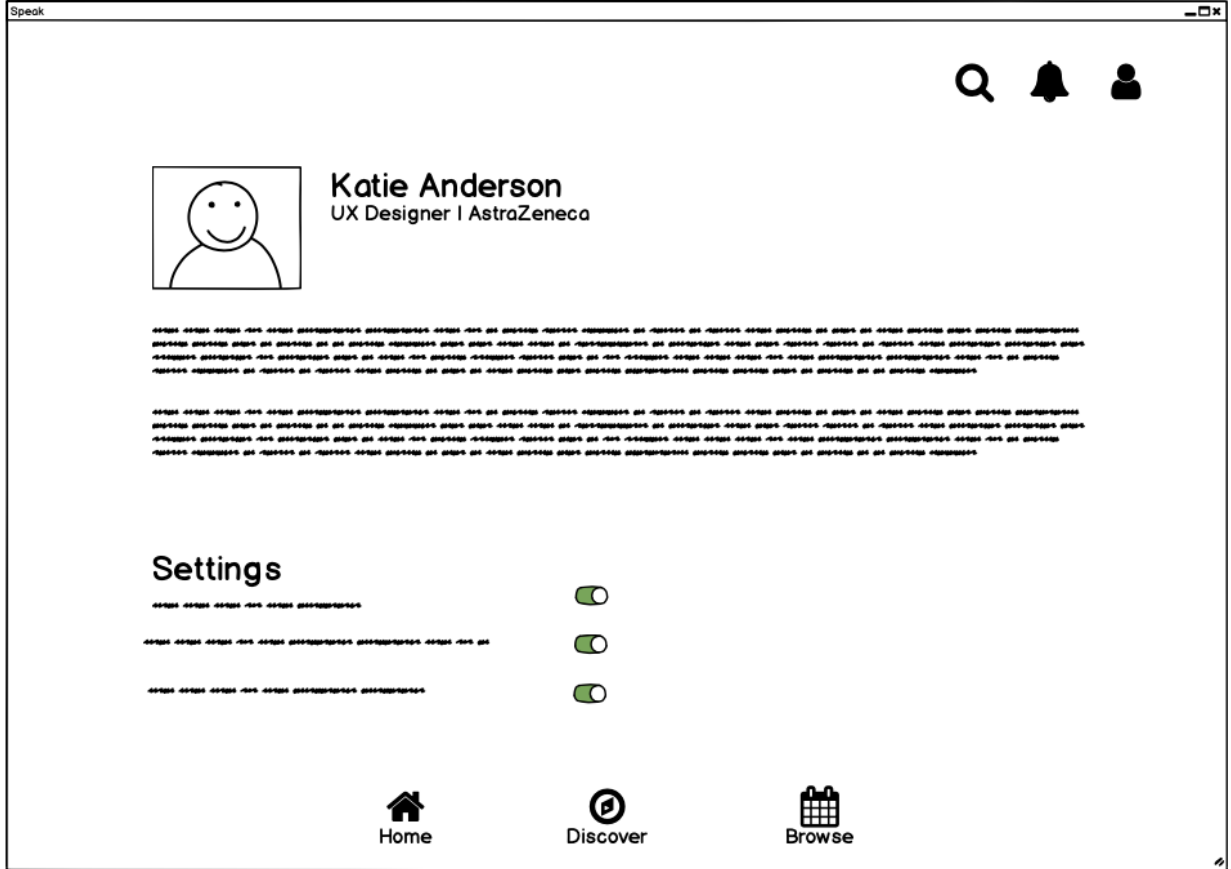 Speak
Katie Anderson
UX Designer | AstraZeneca
Settings
Home
Discover
Browse